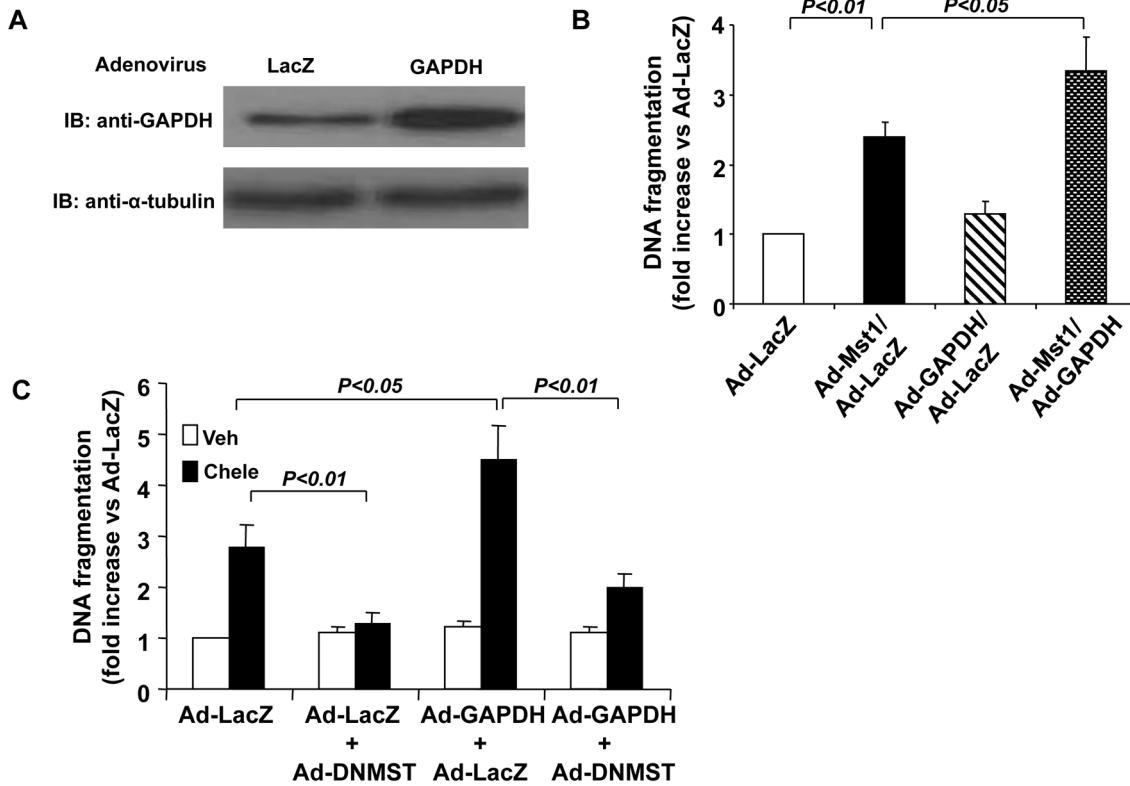 A
Adenovirus LacZ GAPDH
IB: anti-GAPDH
IB: anti-α-tubulin
B
P<0.01 P<0.05
DNA fragmentation
(fold increase vs Ad-LacZ)
4
3
2
1
0
Ad-LacZ
Ad-Mst1/
Ad-LacZ
Ad-GAPDH/
Ad-LacZ
Ad-Mst1/
Ad-GAPDH
C
DNA fragmentation
(fold increase vs Ad-LacZ)
6
5
4
3
2
1
0
P<0.05 P<0.01
Veh
Chele
P<0.01
Ad-LacZ
Ad-LacZ
+
Ad-DNMST
Ad-GAPDH
+
Ad-LacZ
Ad-GAPDH
+
Ad-DNMST